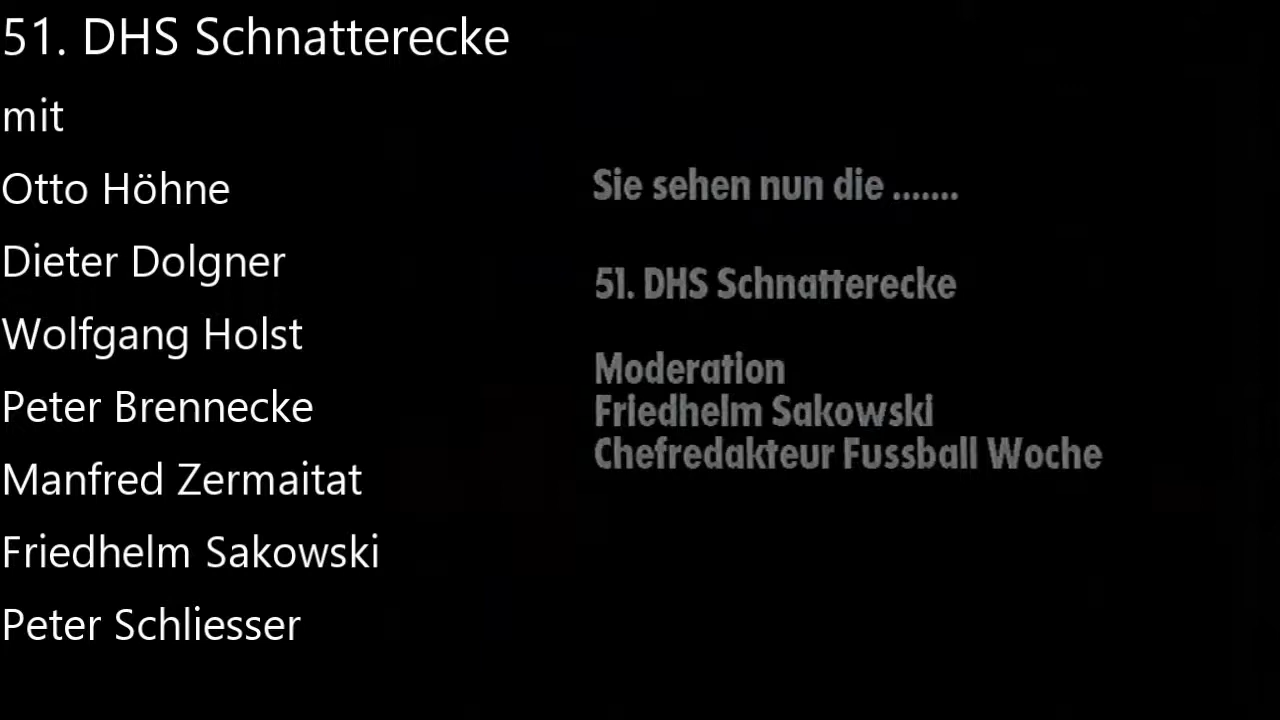 51. DHS Schnatterecke
mit
Otto Höhne
Dieter Dolgner
Wolfgang Holst
Peter Brennecke
Manfred Zermaitat
Friedhelm Sakowski
Peter Schliesser
Sie sehen nun die .......
51. DHS Schnatterecke
Moderation
Friedhelm Sakowski
Chefredakteur Fussball Woche